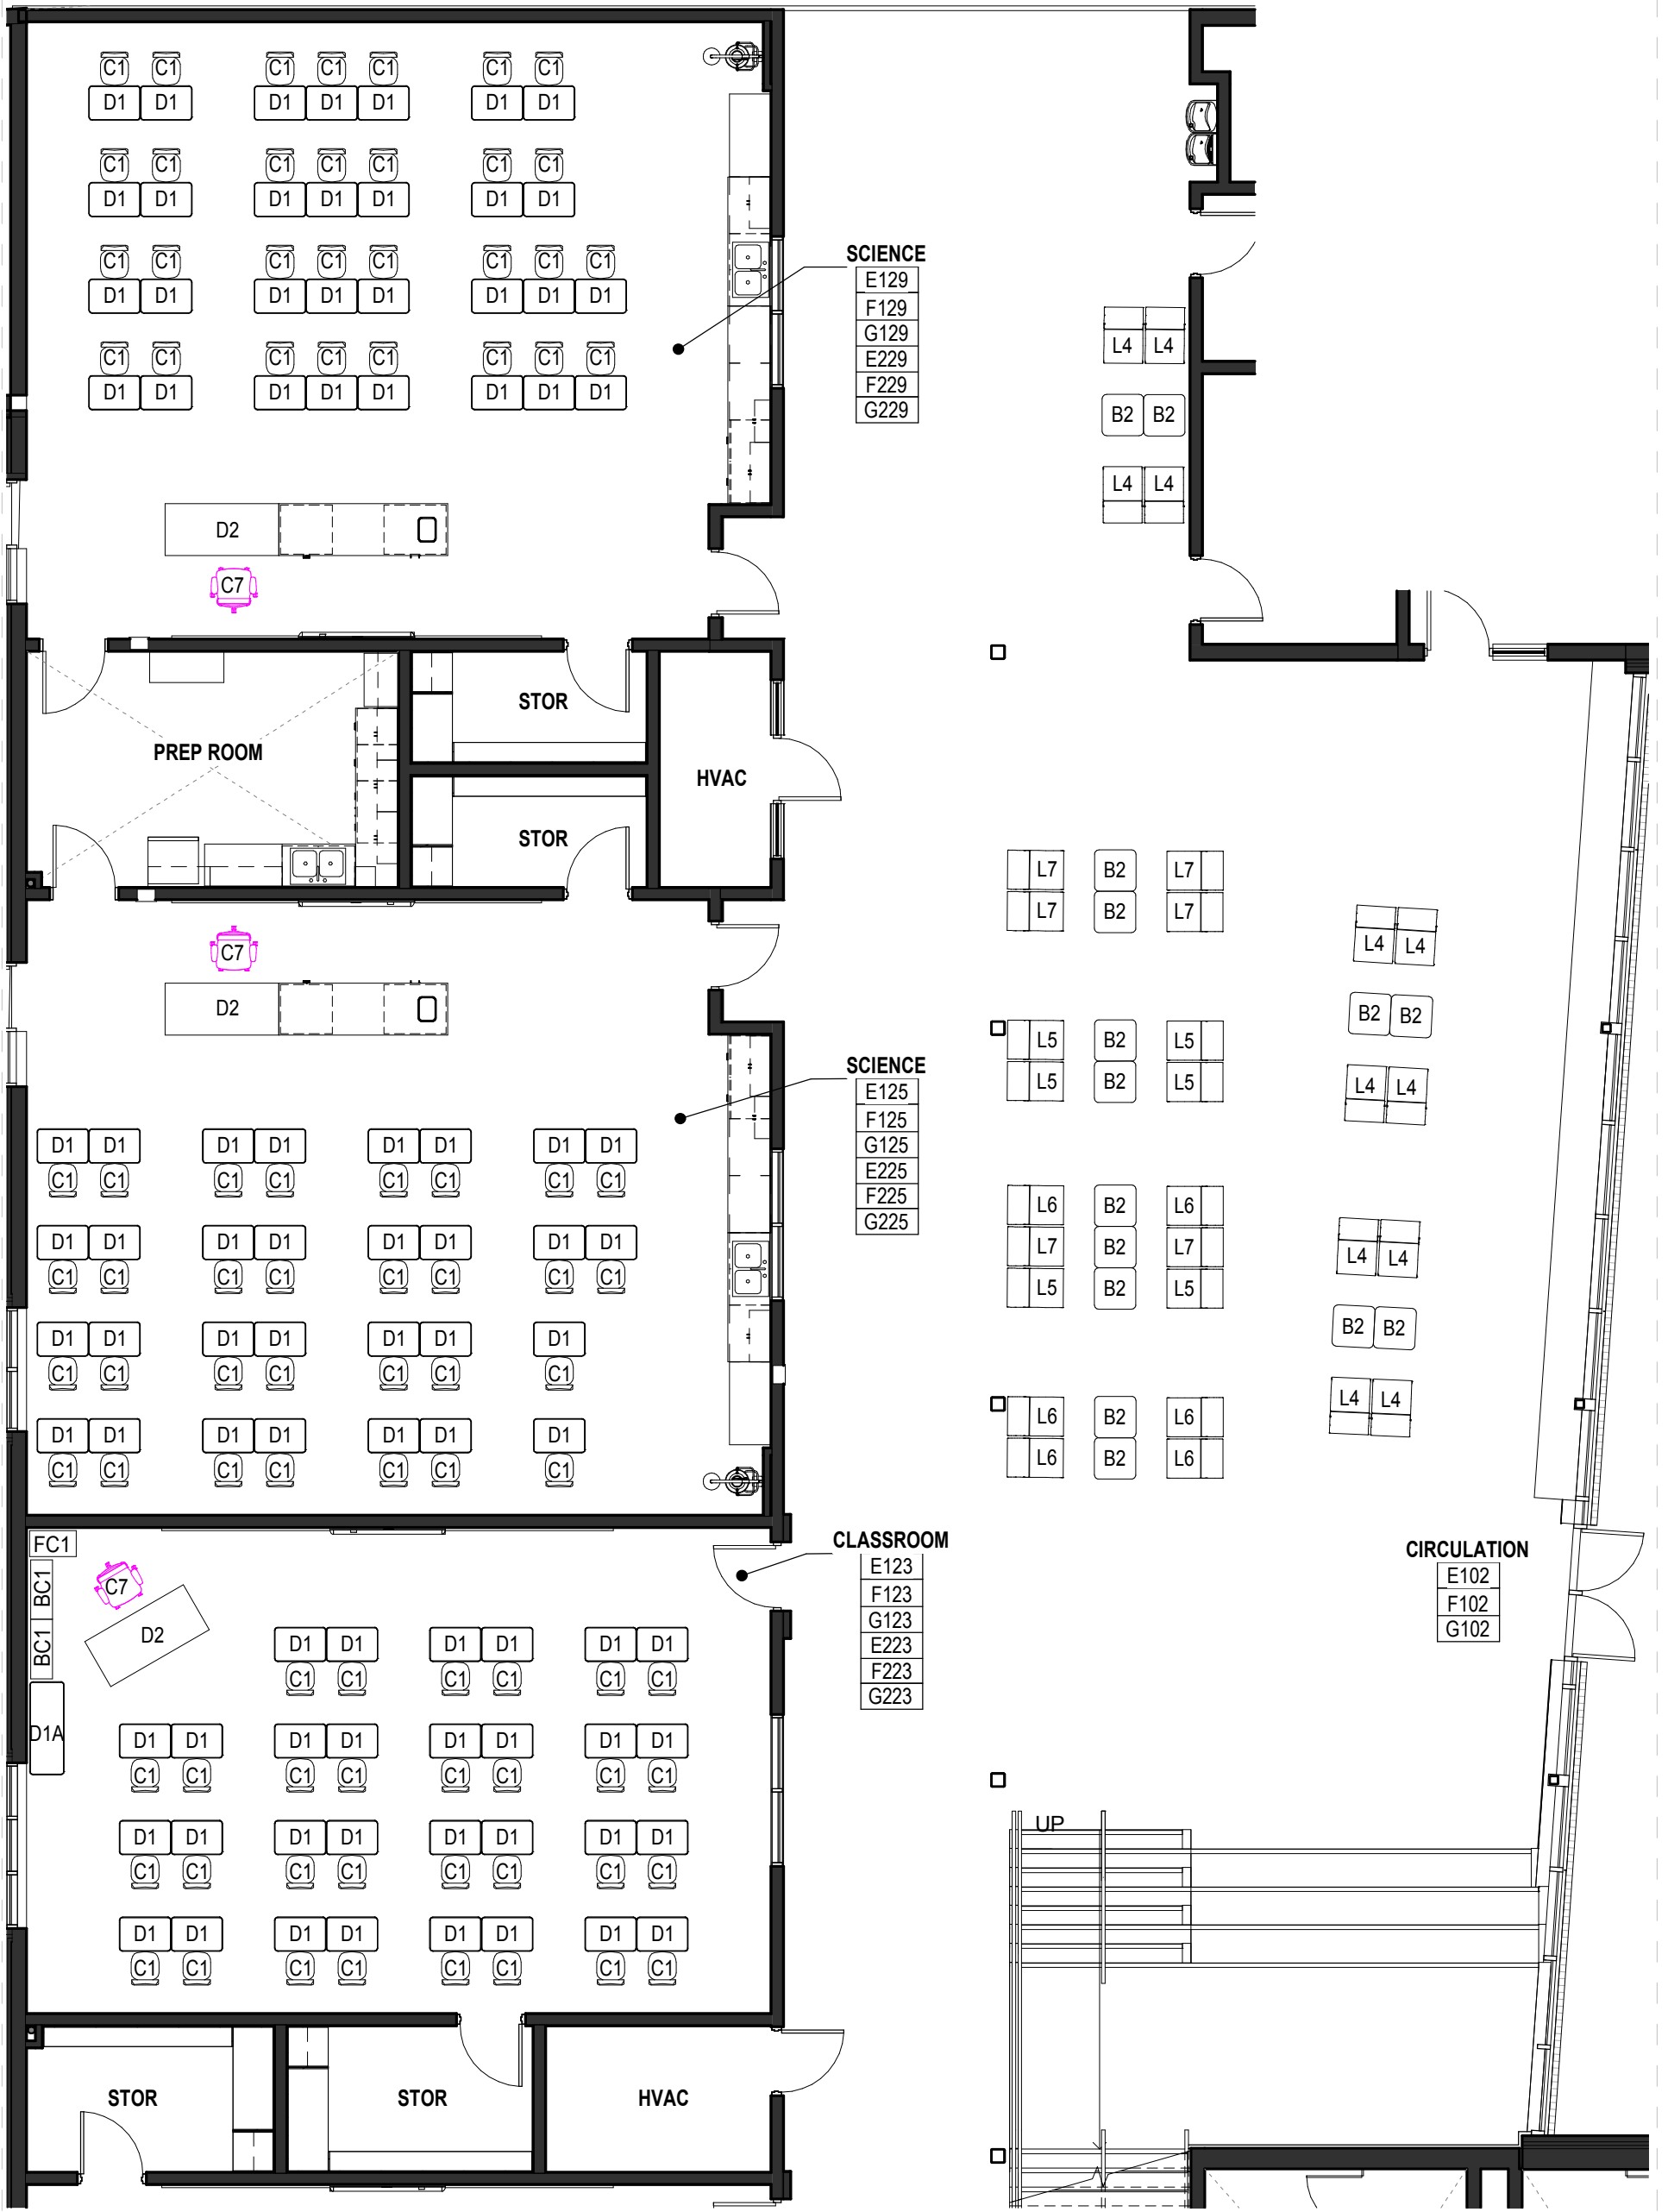 C1 C1 C1 C1 C1 C1 C1
D1 D1 D1 D1 D1 D1 D1
C1 C1 C1 C1 C1 C1 C1
D1 D1 D1 D1 D1 D1 D1
C1 C1 C1 C1 C1 C1 C1 C1
D1 D1 D1 D1 D1 D1 D1 D1
C1 C1 C1 C1 C1 C1 C1 C1
D1 D1 D1 D1 D1 D1 D1 D1
D2
C7
SCIENCE
E129
F129
G129
E229
F229
G229
L4 L4
B2 B2
L4 L4
PREP ROOM
STOR
STOR
HVAC
C7
D2
SCIENCE
E125
F125
G125
E225
F225
G225
D1 D1 D1 D1 D1 D1 D1 D1
C1 C1 C1 C1 C1 C1 C1 C1
D1 D1 D1 D1 D1 D1 D1 D1
C1 C1 C1 C1 C1 C1 C1 C1
D1 D1 D1 D1 D1 D1 D1
C1 C1 C1 C1 C1 C1 C1
D1 D1 D1 D1 D1 D1 D1
C1 C1 C1 C1 C1 C1 C1
L7 B2 L7
L7 B2 L7
L5 B2 L5
L5 B2 L5
L6 B2 L6
L7 B2 L7
L5 B2 L5
L6 B2 L6
L6 B2 L6
L4 L4
B2 B2
L4 L4
L4 L4
B2 B2
L4 L4
FC1
BC1
BC1
C7
D2
D1A
CLASSROOM
E123
F123
G123
E223
F223
G223
D1 D1 D1 D1 D1 D1
C1 C1 C1 C1 C1 C1
D1 D1 D1 D1 D1 D1 D1 D1
C1 C1 C1 C1 C1 C1 C1 C1
D1 D1 D1 D1 D1 D1 D1 D1
C1 C1 C1 C1 C1 C1 C1 C1
D1 D1 D1 D1 D1 D1 D1 D1
C1 C1 C1 C1 C1 C1 C1 C1
CIRCULATION
E102
F102
G102
UP
STOR
STOR
HVAC